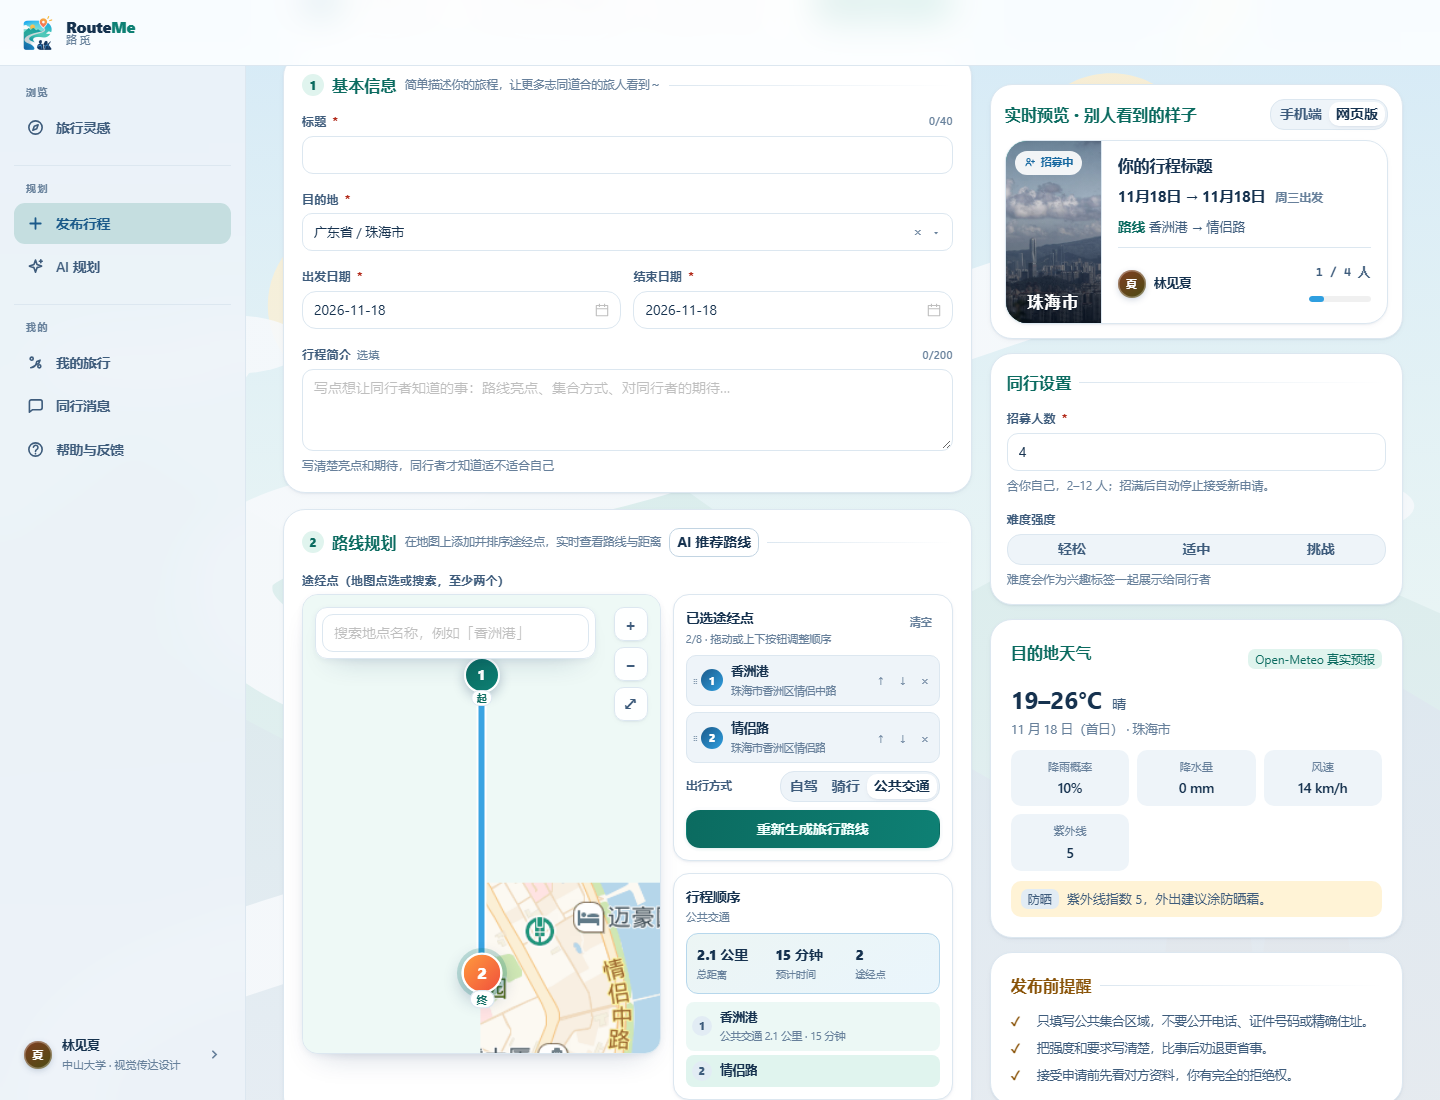 RouteMe
路觅
浏览
旅行灵感
规划
发布行程
AI 规划
我的
我的旅行
同行消息
帮助与反馈
夏
林见夏
中山大学 · 视觉传达设计
1 基本信息 简单描述你的旅程，让更多志同道合的旅人看到～
标题 * 0/40
目的地 *
广东省 / 珠海市
出发日期 * 结束日期 *
2026-11-18 2026-11-18
行程简介 选填 0/200
写点想让同行者知道的事：路线亮点、集合方式、对同行者的期待...
写清楚亮点和期待，同行者才知道适不适合自己
2 路线规划 在地图上添加并排序途经点，实时查看路线与距离 AI 推荐路线
途经点（地图点选或搜索，至少两个）
搜索地点名称，例如「香洲港」
+
−
1
起
2
终
迈豪
情侣中路
已选途经点 清空
2/8 · 拖动或上下按钮调整顺序
1 香洲港 ↑ ↓ ×
珠海市香洲区情侣中路
2 情侣路 ↑ ↓ ×
珠海市香洲区情侣路
出行方式 自驾 骑行 公共交通
重新生成旅行路线
行程顺序
公共交通
2.1 公里 15 分钟 2
总距离 预计时间 途经点
1 香洲港
公共交通 2.1 公里 · 15 分钟
2 情侣路
实时预览 · 别人看到的样子 手机端 网页版
招募中
珠海市
你的行程标题
11月18日 → 11月18日 周三出发
路线 香洲港 → 情侣路
夏 林见夏 1 / 4 人
同行设置
招募人数 *
4
含你自己，2–12 人；招满后自动停止接受新申请。
难度强度
轻松 适中 挑战
难度会作为兴趣标签一起展示给同行者
目的地天气 Open-Meteo 真实预报
19–26°C 晴
11 月 18 日（首日） · 珠海市
降雨概率 降水量 风速
10% 0 mm 14 km/h
紫外线
5
防晒 紫外线指数 5，外出建议涂防晒霜。
发布前提醒
✓ 只填写公共集合区域，不要公开电话、证件号码或精确住址。
✓ 把强度和要求写清楚，比事后劝退更省事。
✓ 接受申请前先看对方资料，你有完全的拒绝权。